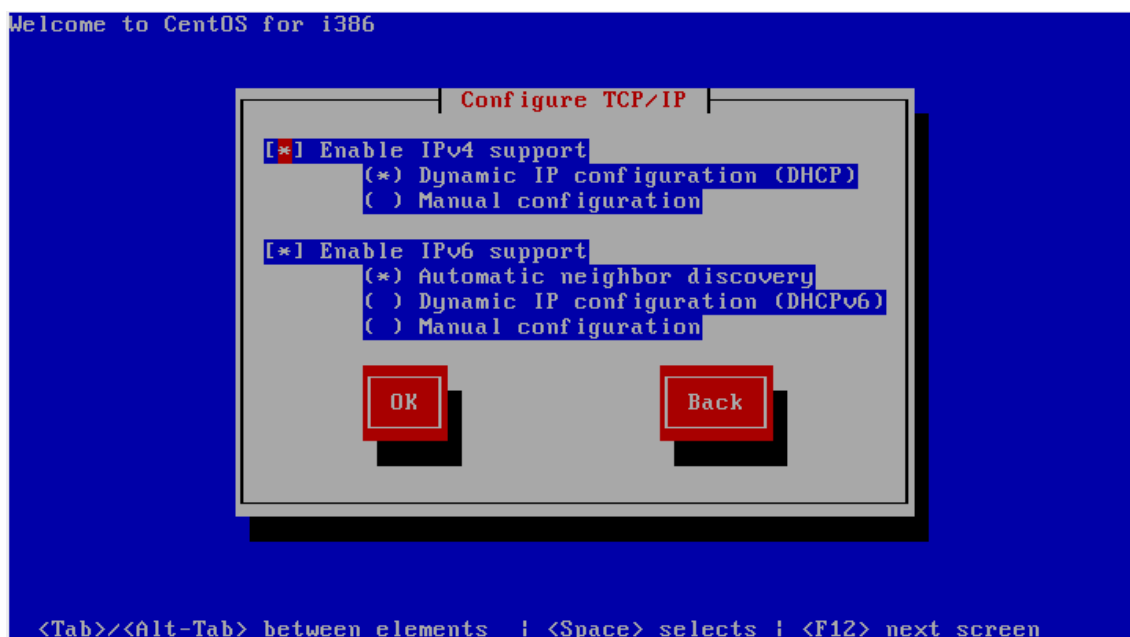 Welcome to CentOS for i386
Configure TCP/IP
[*] Enable IPv4 support
(*) Dynamic IP configuration (DHCP)
( ) Manual configuration
[*] Enable IPv6 support
(*) Automatic neighbor discovery
( ) Dynamic IP configuration (DHCPv6)
( ) Manual configuration
OK Back
<Tab>/<Alt-Tab> between elements | <Space> selects | <F12> next screen